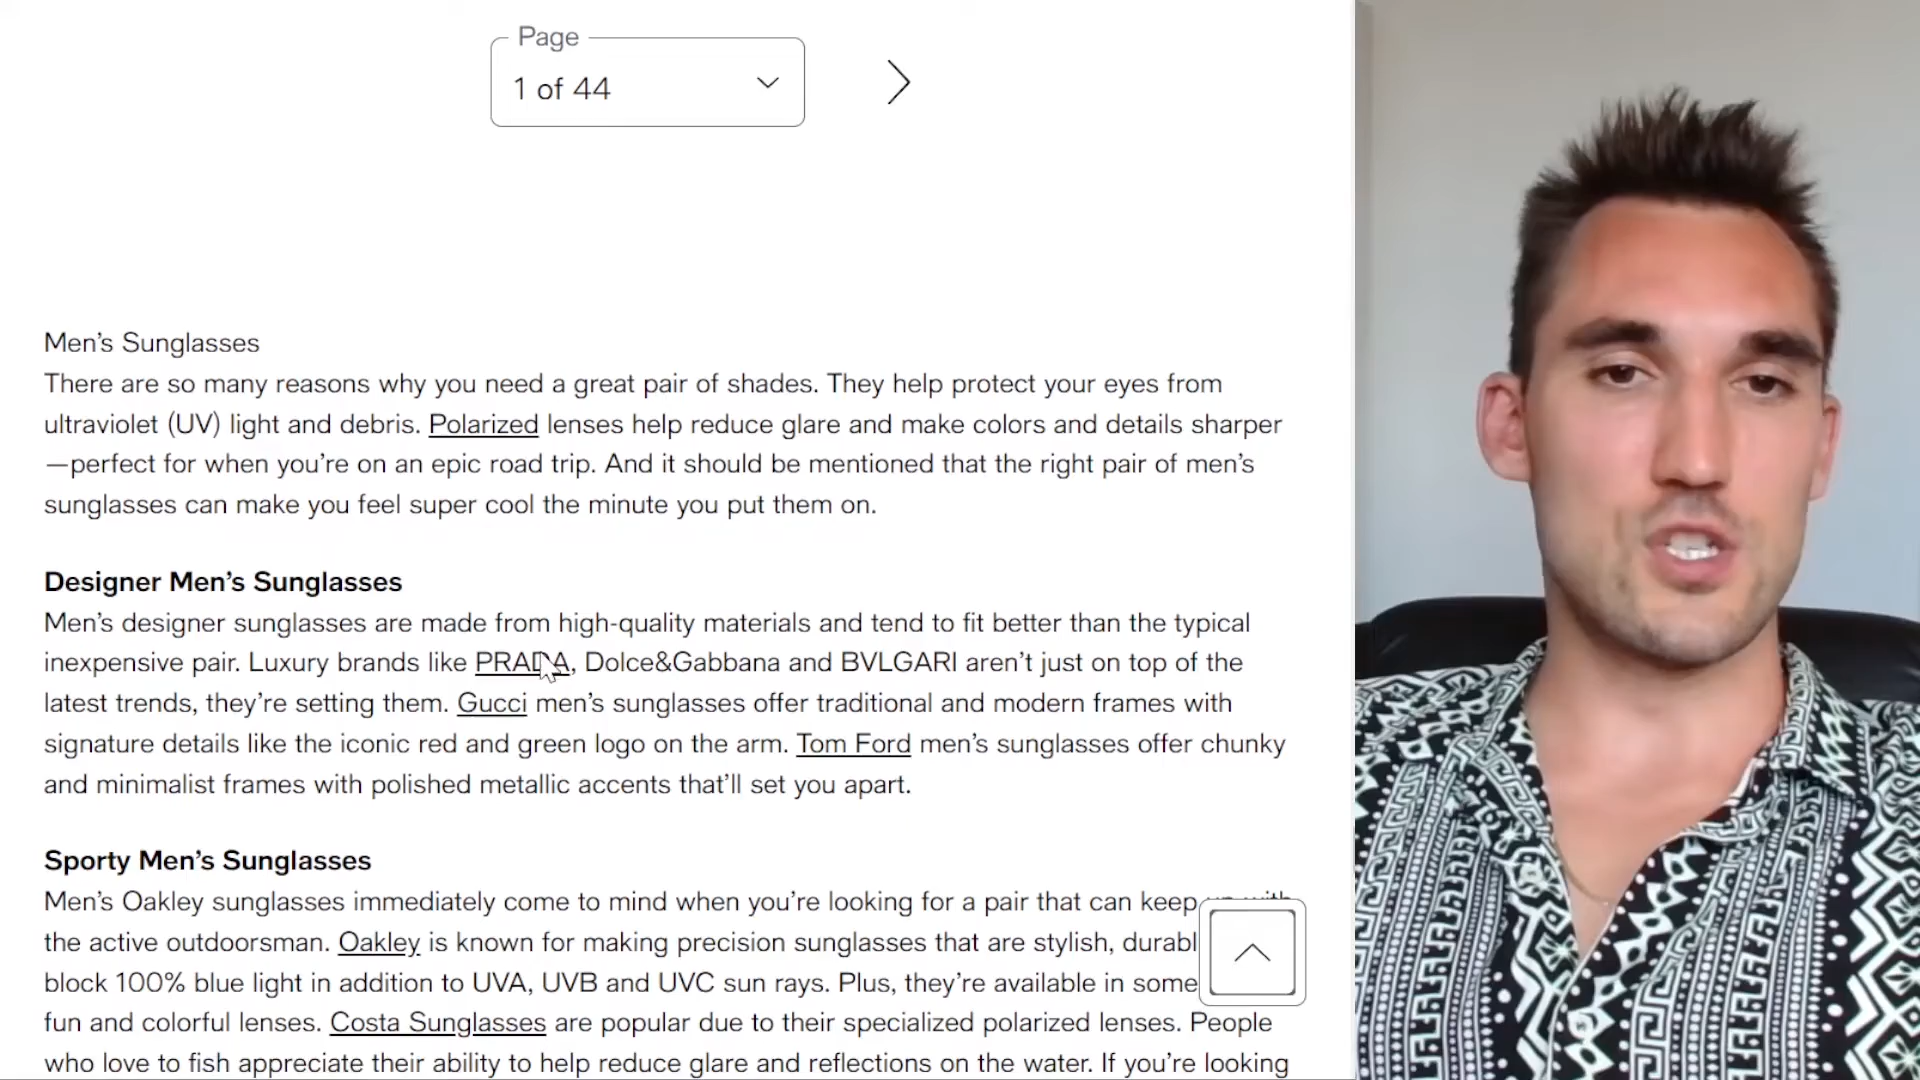 Page
1 of 44
Men’s Sunglasses
There are so many reasons why you need a great pair of shades. They help protect your eyes from
ultraviolet (UV) light and debris. Polarized lenses help reduce glare and make colors and details sharper
—perfect for when you’re on an epic road trip. And it should be mentioned that the right pair of men’s
sunglasses can make you feel super cool the minute you put them on.
Designer Men’s Sunglasses
Men’s designer sunglasses are made from high-quality materials and tend to fit better than the typical
inexpensive pair. Luxury brands like PRADA, Dolce&Gabbana and BVLGARI aren’t just on top of the
latest trends, they’re setting them. Gucci men’s sunglasses offer traditional and modern frames with
signature details like the iconic red and green logo on the arm. Tom Ford men’s sunglasses offer chunky
and minimalist frames with polished metallic accents that’ll set you apart.
Sporty Men’s Sunglasses
Men’s Oakley sunglasses immediately come to mind when you’re looking for a pair that can keep
the active outdoorsman. Oakley is known for making precision sunglasses that are stylish,
block 100% blue light in addition to UVA, UVB and UVC sun rays. Plus, they’re available in some
fun and colorful lenses. Costa Sunglasses are popular due to their specialized polarized lenses. People
who love to fish appreciate their ability to help reduce glare and reflections on the water. If you’re looking